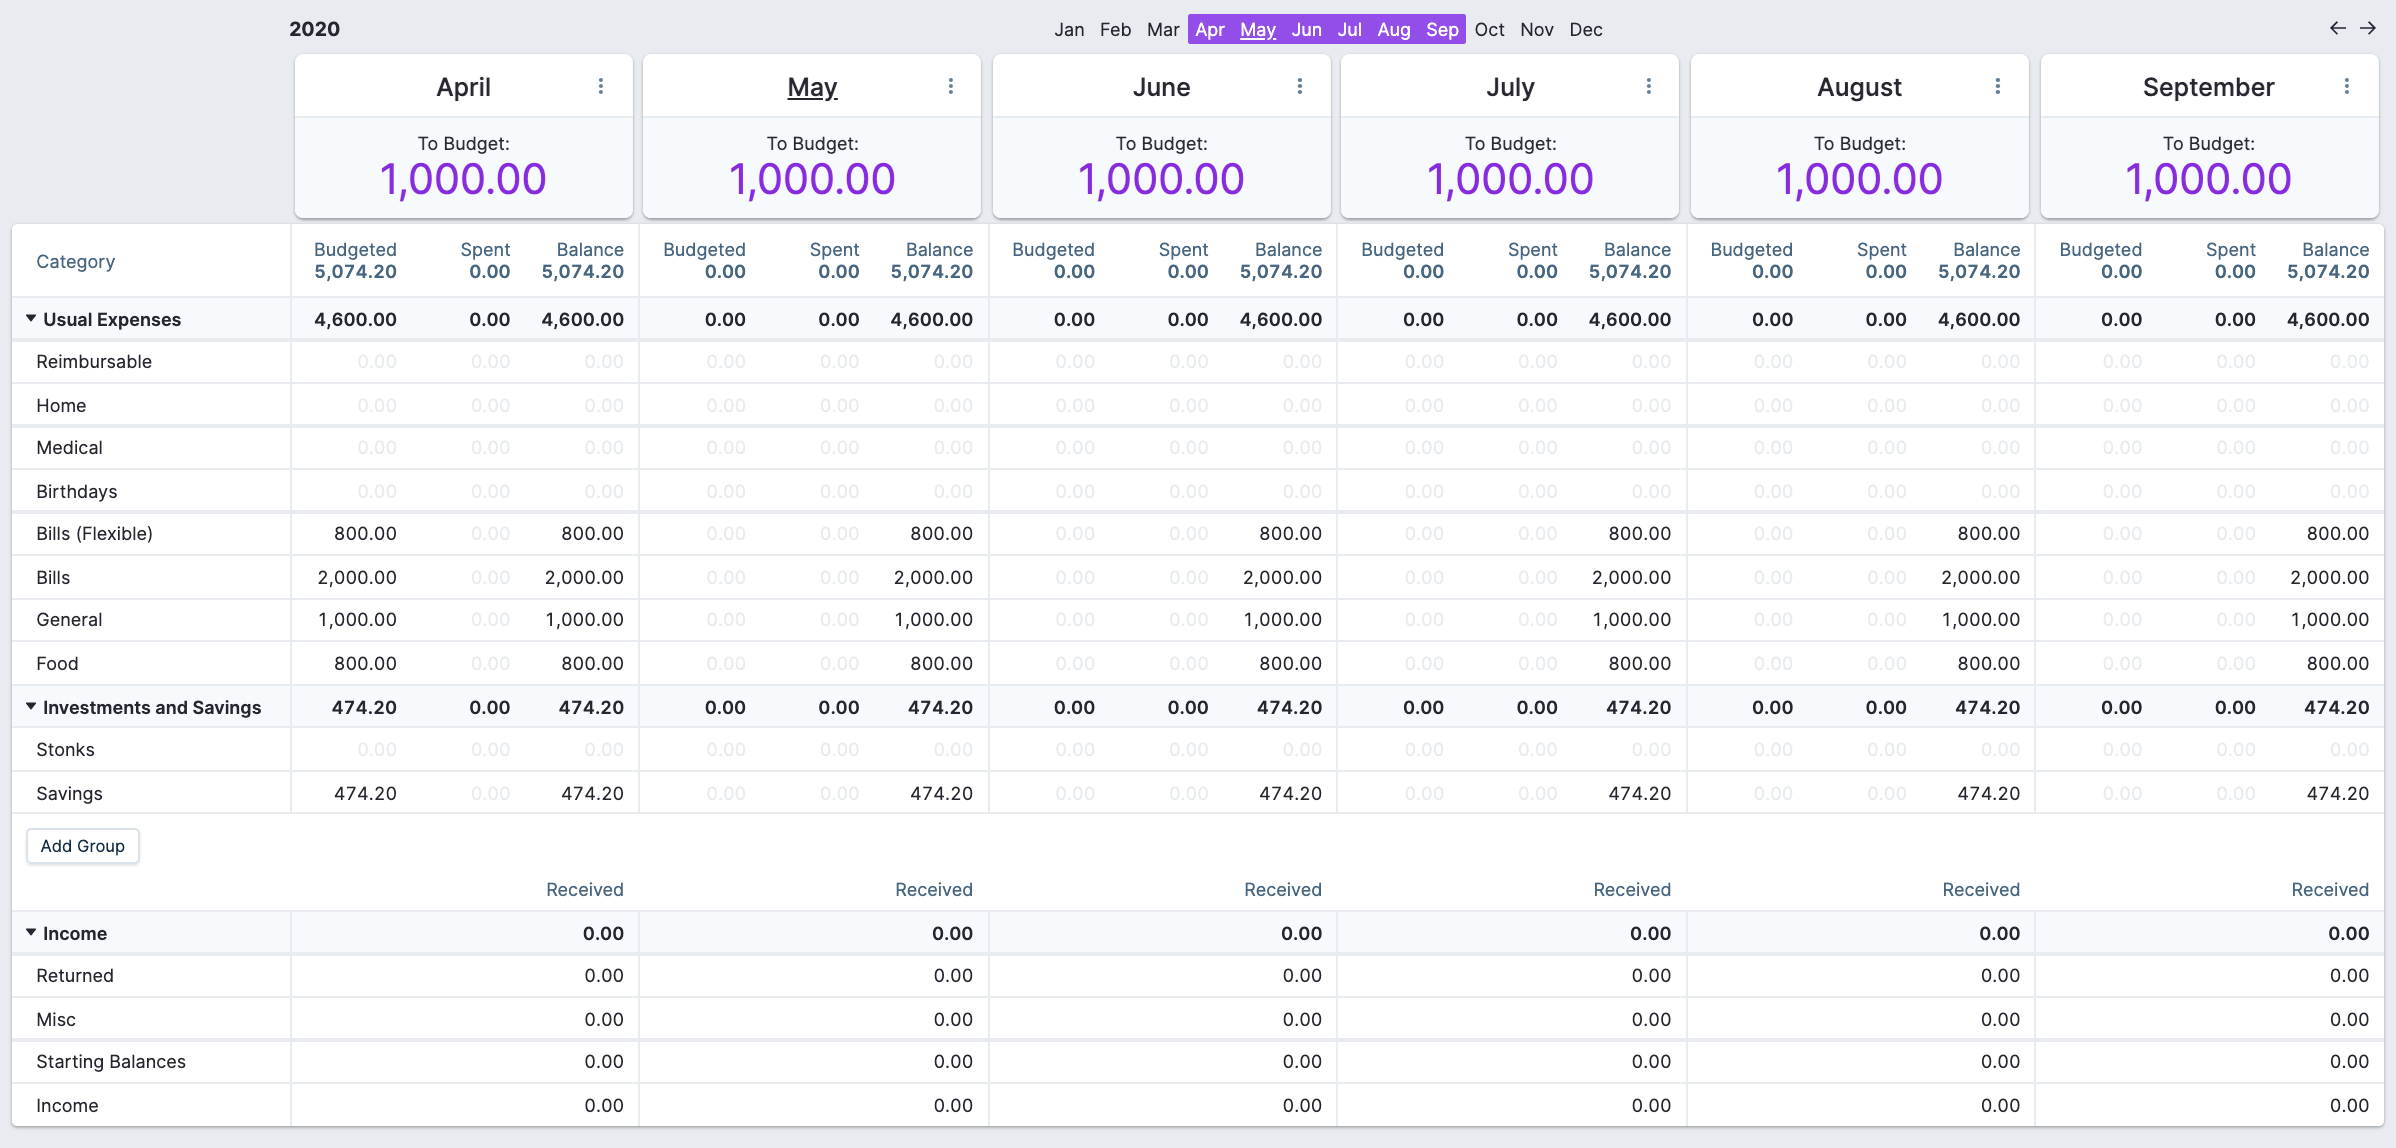 2020 Jan Feb Mar Apr May Jun Jul Aug Sep Oct Nov Dec ← →
April May June July August September
To Budget: To Budget: To Budget: To Budget: To Budget: To Budget:
1,000.00 1,000.00 1,000.00 1,000.00 1,000.00 1,000.00
Budgeted Spent Balance Budgeted Spent Balance Budgeted Spent Balance Budgeted Spent Balance Budgeted Spent Balance Budgeted Spent Balance
Category
5,074.20 0.00 5,074.20 0.00 0.00 5,074.20 0.00 0.00 5,074.20 0.00 0.00 5,074.20 0.00 0.00 5,074.20 0.00 0.00 5,074.20
Usual Expenses 4,600.00 0.00 4,600.00 0.00 0.00 4,600.00 0.00 0.00 4,600.00 0.00 0.00 4,600.00 0.00 0.00 4,600.00 0.00 0.00 4,600.00
Reimbursable 0.00 0.00 0.00 0.00 0.00 0.00 0.00 0.00 0.00 0.00 0.00 0.00 0.00 0.00 0.00 0.00 0.00 0.00
Home 0.00 0.00 0.00 0.00 0.00 0.00 0.00 0.00 0.00 0.00 0.00 0.00 0.00 0.00 0.00 0.00 0.00 0.00
Medical 0.00 0.00 0.00 0.00 0.00 0.00 0.00 0.00 0.00 0.00 0.00 0.00 0.00 0.00 0.00 0.00 0.00 0.00
Birthdays 0.00 0.00 0.00 0.00 0.00 0.00 0.00 0.00 0.00 0.00 0.00 0.00 0.00 0.00 0.00 0.00 0.00 0.00
Bills (Flexible) 800.00 0.00 800.00 0.00 0.00 800.00 0.00 0.00 800.00 0.00 0.00 800.00 0.00 0.00 800.00 0.00 0.00 800.00
Bills 2,000.00 0.00 2,000.00 0.00 0.00 2,000.00 0.00 0.00 2,000.00 0.00 0.00 2,000.00 0.00 0.00 2,000.00 0.00 0.00 2,000.00
General 1,000.00 0.00 1,000.00 0.00 0.00 1,000.00 0.00 0.00 1,000.00 0.00 0.00 1,000.00 0.00 0.00 1,000.00 0.00 0.00 1,000.00
Food 800.00 0.00 800.00 0.00 0.00 800.00 0.00 0.00 800.00 0.00 0.00 800.00 0.00 0.00 800.00 0.00 0.00 800.00
Investments and Savings 474.20 0.00 474.20 0.00 0.00 474.20 0.00 0.00 474.20 0.00 0.00 474.20 0.00 0.00 474.20 0.00 0.00 474.20
Stonks 0.00 0.00 0.00 0.00 0.00 0.00 0.00 0.00 0.00 0.00 0.00 0.00 0.00 0.00 0.00 0.00 0.00 0.00
Savings 474.20 0.00 474.20 0.00 0.00 474.20 0.00 0.00 474.20 0.00 0.00 474.20 0.00 0.00 474.20 0.00 0.00 474.20
Add Group
Received Received Received Received Received Received
Income 0.00 0.00 0.00 0.00 0.00 0.00
Returned 0.00 0.00 0.00 0.00 0.00 0.00
Misc 0.00 0.00 0.00 0.00 0.00 0.00
Starting Balances 0.00 0.00 0.00 0.00 0.00 0.00
Income 0.00 0.00 0.00 0.00 0.00 0.00